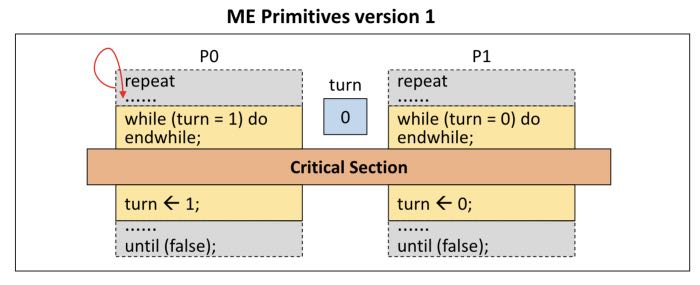 ME Primitives version 1
P0
repeat
......
while (turn = 1) do
endwhile;
turn
0
P1
repeat
......
while (turn = 0) do
endwhile;
Critical Section
turn ← 1;
......
until (false);
turn ← 0;
......
until (false);